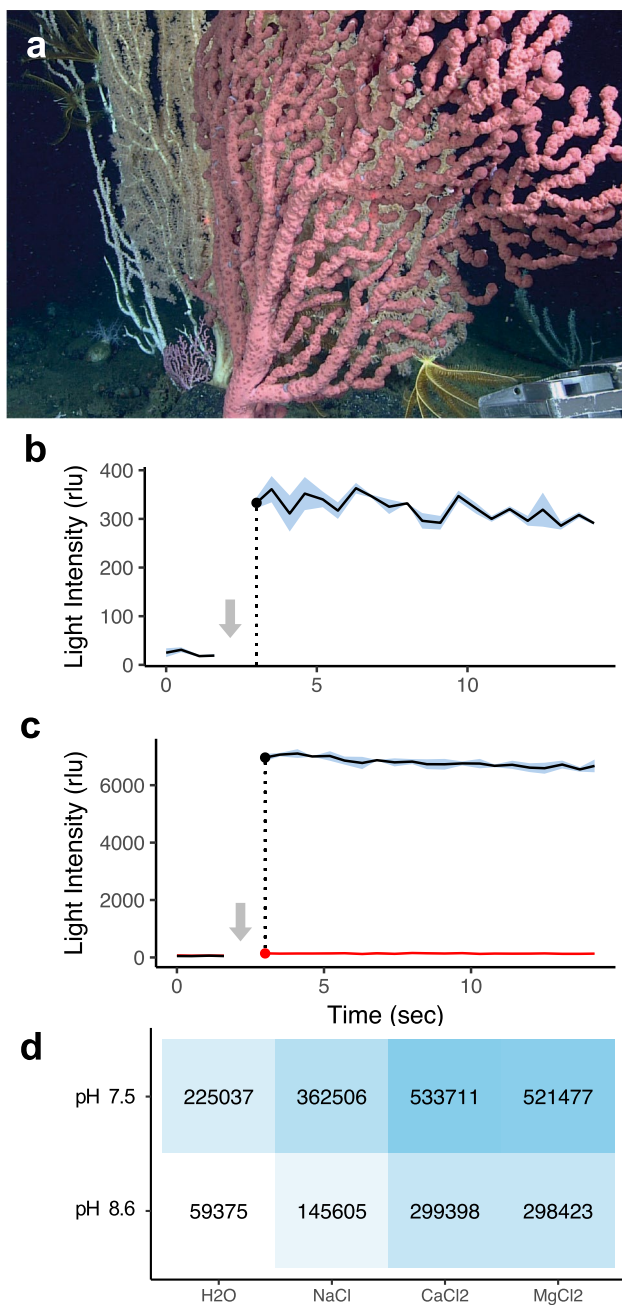 a
b
Light Intensity (rlu)
400
300
200
100
0
0 5 10
c
Light Intensity (rlu)
6000
4000
2000
0
0 5 10
Time (sec)
d
pH 7.5 225037 362506 533711 521477
pH 8.6 59375 145605 299398 298423
H2O NaCl CaCl2 MgCl2